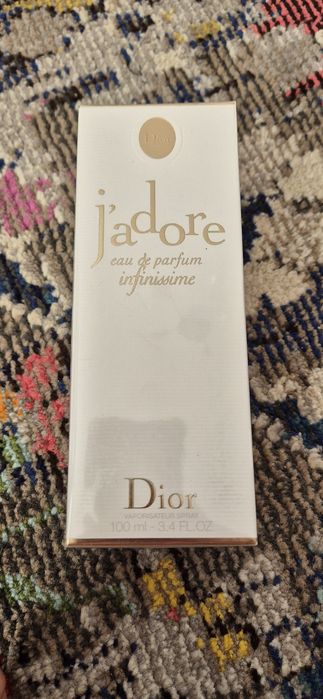 Dior
j'adore
eau de parfum
infinissime
Dior
VAPORISATEUR SPRAY
100 ml - 3.4 FL.OZ